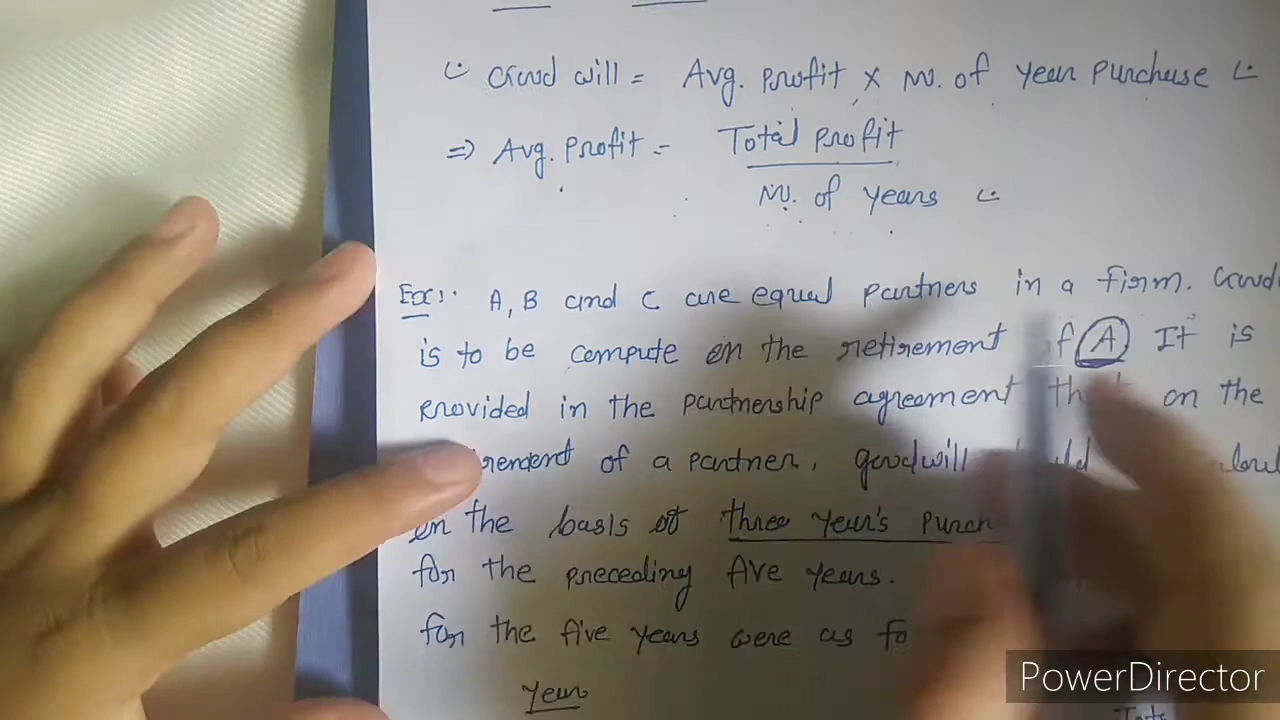 Good will = Avg. Profit x No. of year purchase
=> Avg. Profit = Total Profit
No. of years
Ex:- A, B and C are equal partners in a firm.
is to be compute on the retirement of A It is
Provided in the partnership agreement that on the
of a partner, goodwill
on the basis of three year's
for the preceding five years.
for the five years were as
Year
PowerDirector